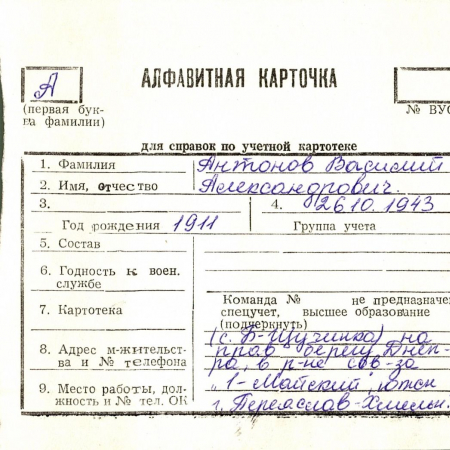 А
АЛФАВИТНАЯ КАРТОЧКА
(первая бук-
ва фамилии)
№ ВУС
для справок по учетной картотеке
1. Фамилия Антонов Василий
2. Имя, отчество Александрович.
3.
Год рождения 1911
4. 26.10.1943
Группа учета
5. Состав
6. Годность к воен.
службе
7. Картотека
Команда № не предназначе
спецучет, высшее образование
(подчеркнуть)
8. Адрес м-жительст-
ва и № телефона
(с. Б-Щучинка) на
прав. берегу Днеп-
ра, в р-не сов-за
9. Место работы, дол-
жность и № тел. ОК
„1-Майский"
г. Переяслав-Хмельн.